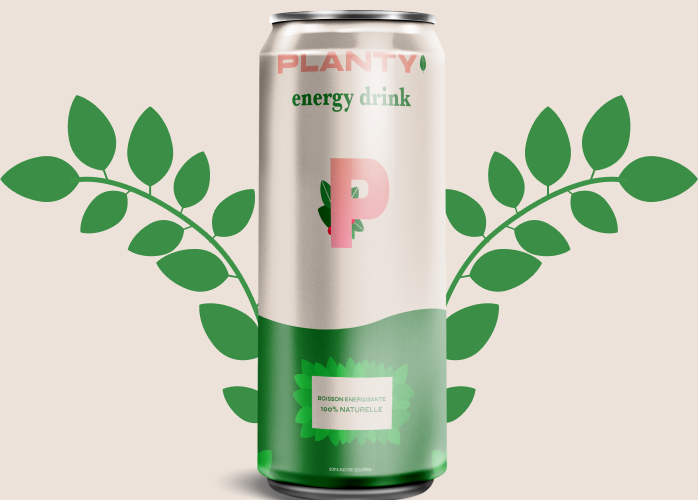 PLANTY
energy drink
P
BOISSON ENERGISANTE
100% NATURELLE